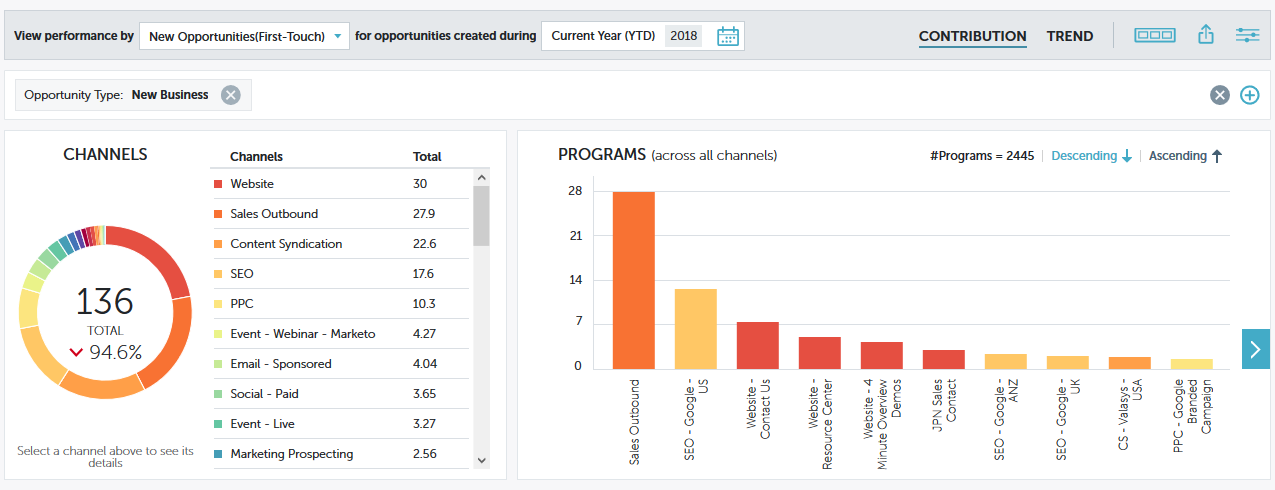 View performance by New Opportunities(First-Touch) for opportunities created during Current Year (YTD) 2018 CONTRIBUTION TREND
Opportunity Type: New Business
CHANNELS
Channels Total
Website 30
Sales Outbound 27.9
Content Syndication 22.6
SEO 17.6
PPC 10.3
Event - Webinar - Marketo 4.27
Email - Sponsored 4.04
Social - Paid 3.65
Event - Live 3.27
Marketing Prospecting 2.56
136
TOTAL
94.6%
Select a channel above to see its
details
PROGRAMS (across all channels) #Programs = 2445 Descending Ascending
28
21
14
7
0
Sales Outbound
SEO - Google -
US
Website -
Contact Us
Website -
Resource Center
Website - 4
Minute Overview
Demos
JPN Sales
Contact
SEO - Google -
ANZ
SEO - Google -
UK
CS - Valasys -
USA
PPC - Google
Branded
Campaign